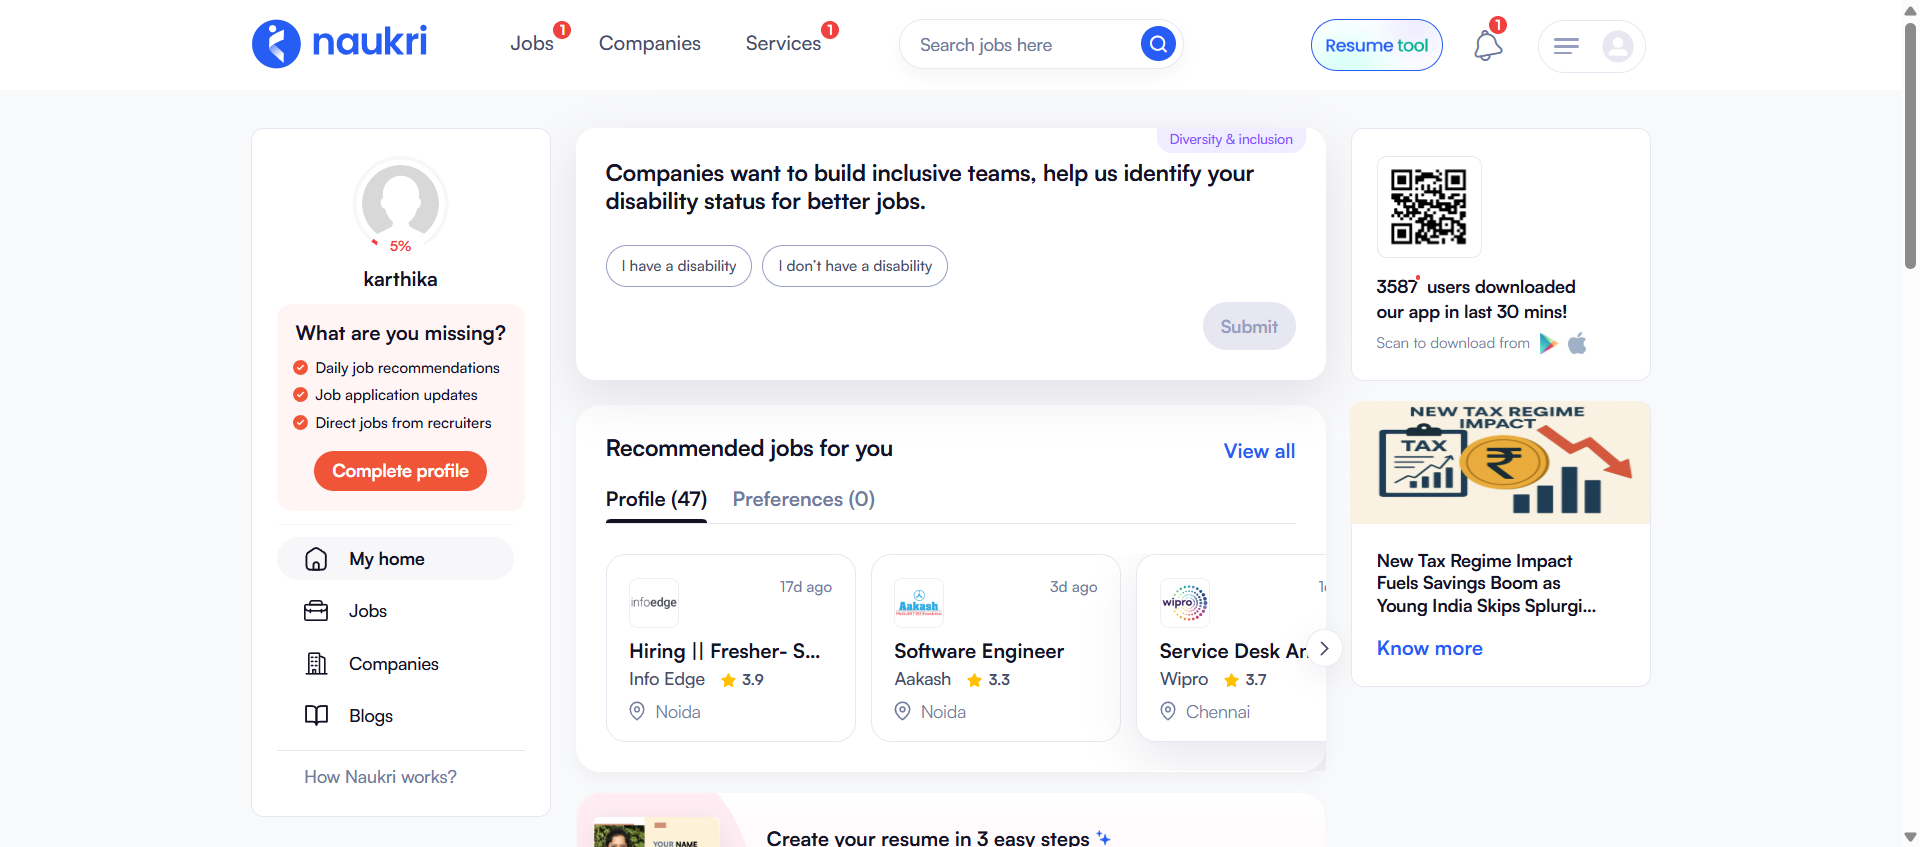 naukri
Jobs
1
Companies
Services
1
Search jobs here
Resume tool
1
5%
karthika
What are you missing?
Daily job recommendations
Job application updates
Direct jobs from recruiters
Complete profile
My home
Jobs
Companies
Blogs
How Naukri works?
Diversity & inclusion
Companies want to build inclusive teams, help us identify your
disability status for better jobs.
I have a disability
I don't have a disability
Submit
Recommended jobs for you
View all
Profile (47)
Preferences (0)
infoedge
17d ago
Hiring || Fresher- S...
Info Edge
3.9
Noida
Aakash
3d ago
Software Engineer
Aakash
3.3
Noida
wipro
Service Desk
Wipro
3.7
Chennai
Create your resume in 3 easy steps
YOUR NAME
3587 users downloaded
our app in last 30 mins!
Scan to download from
NEW TAX REGIME
IMPACT
TAX
₹
New Tax Regime Impact
Fuels Savings Boom as
Young India Skips Splurgi...
Know more